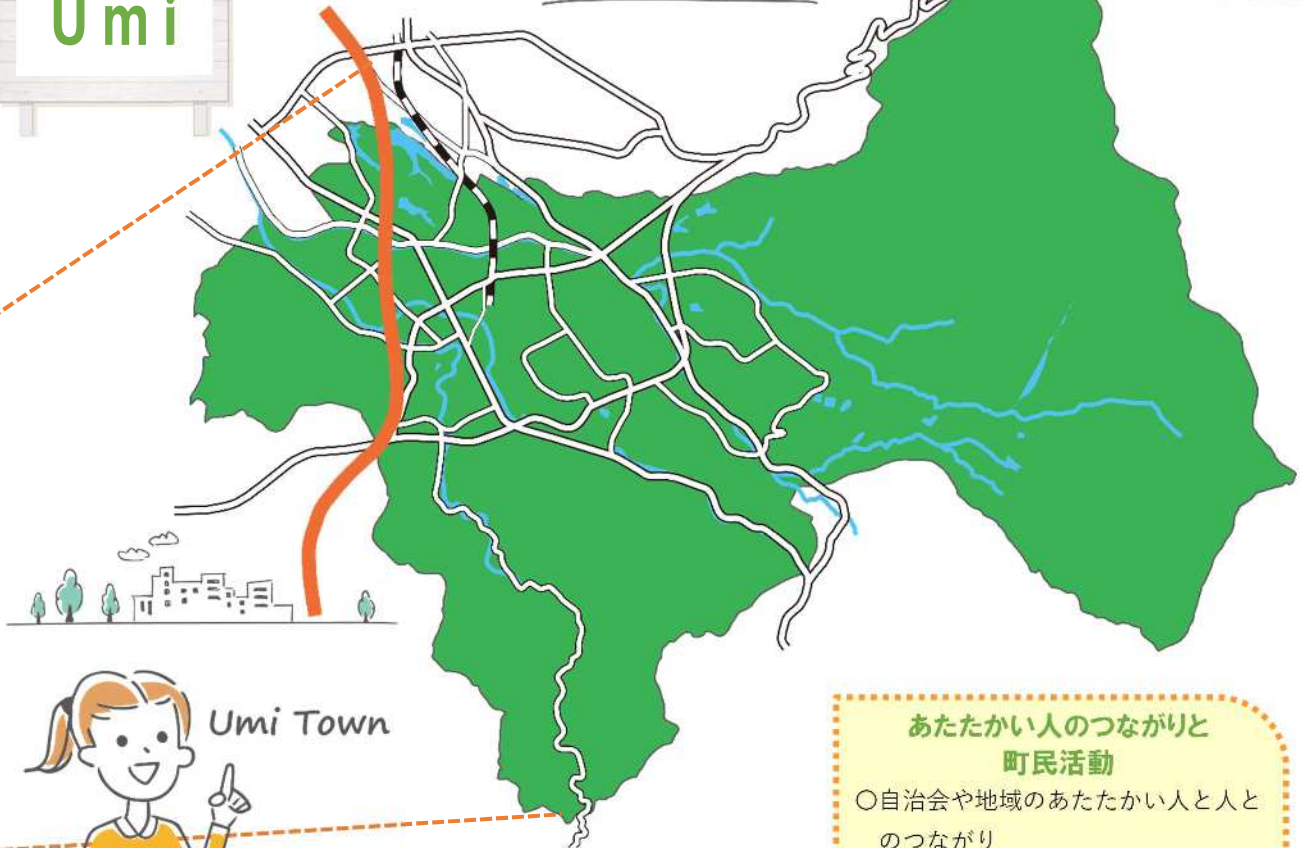 Umi
Umi Town
あたたかい人のつながりと
町民活動
○自治会や地域のあたたかい人と人と
のつながり